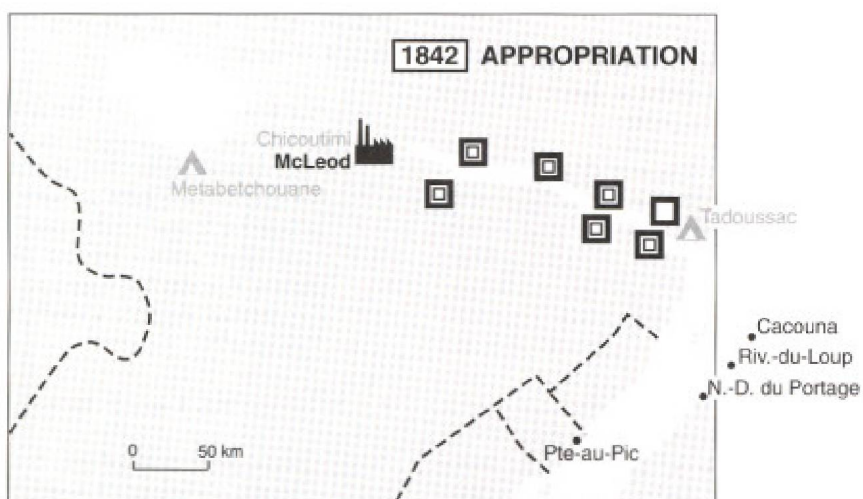 1842 APPROPRIATION
Chicoutimi
McLeod
Metabetchouane
Tadoussac
Cacouna
Riv.-du-Loup
N.-D. du Portage
0 50 km
Pte-au-Pic